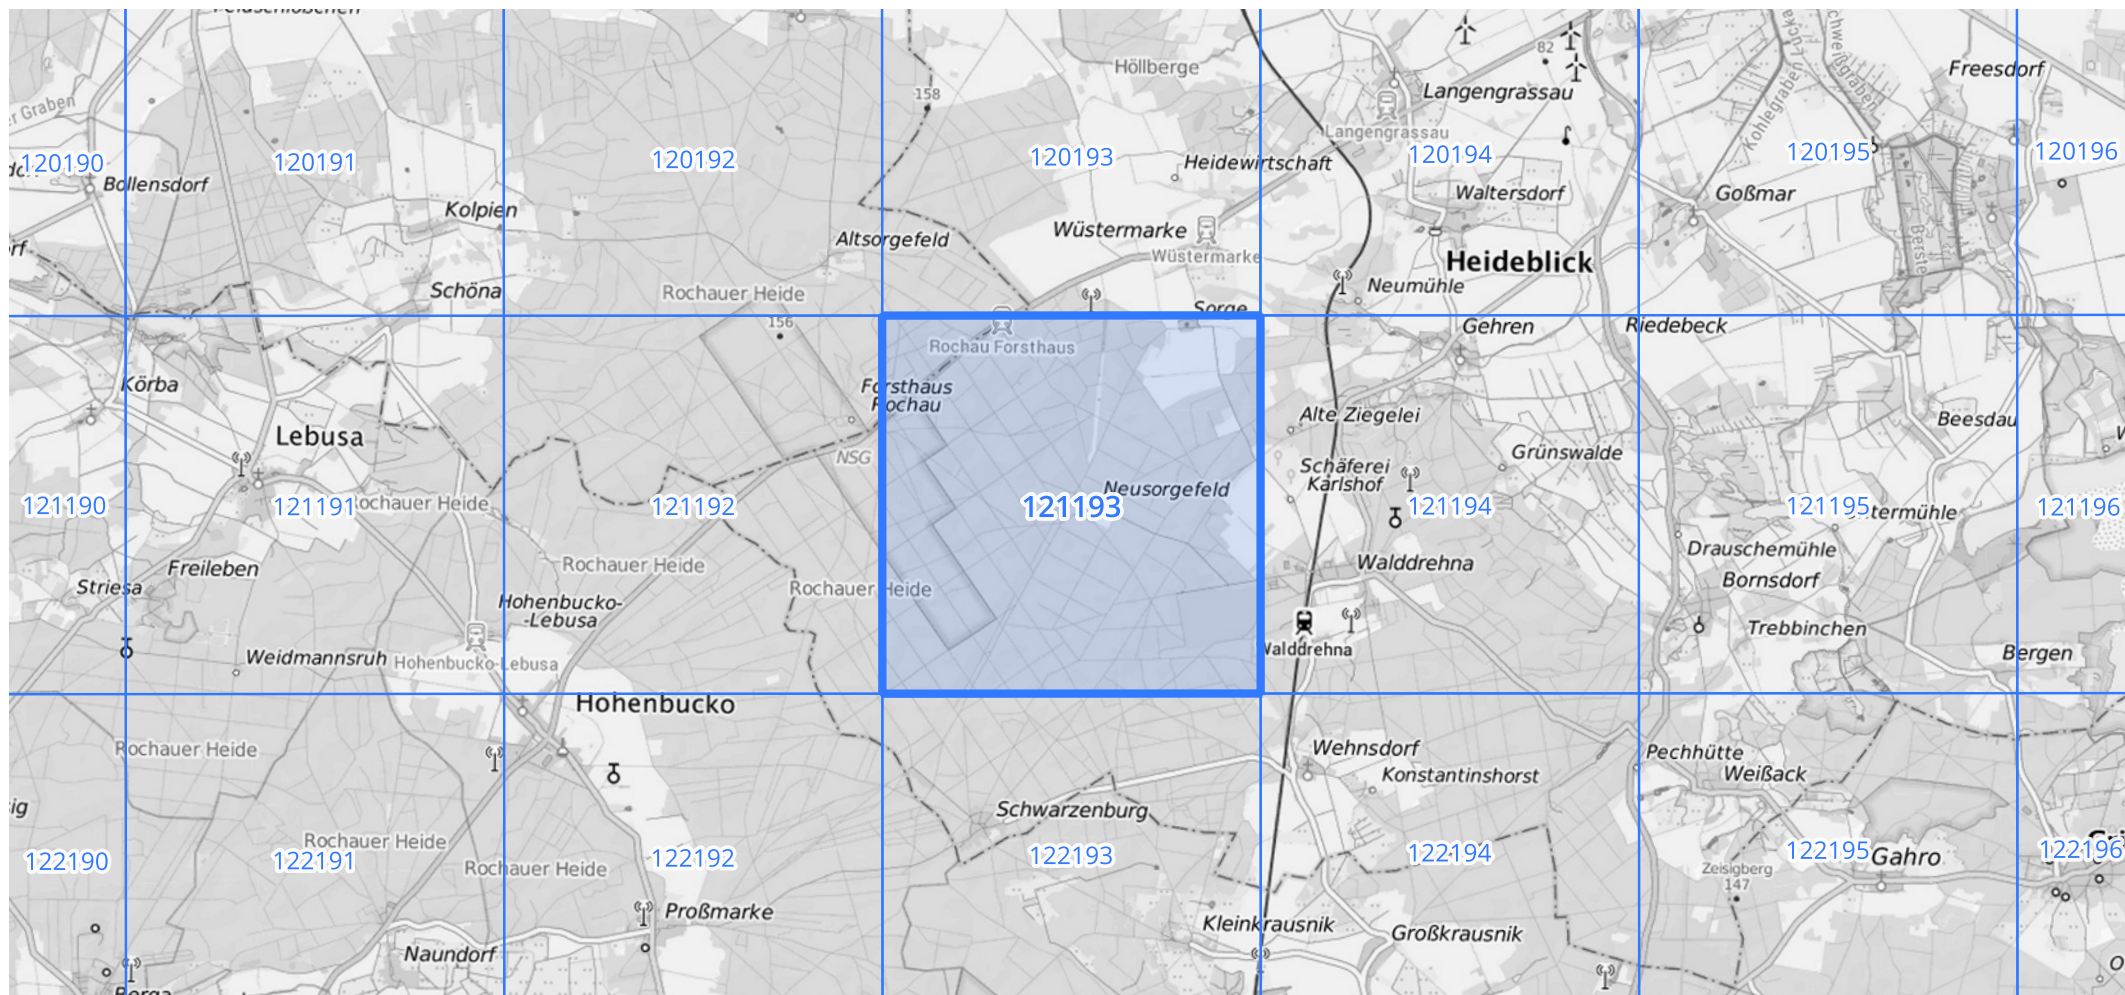 Höllberge
82
Freesdorf
158
Langengrassau
Langengrassau
Kohlegraben
120190
120191
120192
120193
120194
120195
120196
Bollensdorf
Heidewirtschaft
Waltersdorf
Goßmar
Kolpien
Altsorgefeld
Wüstermarke
Wüstermarke
Berste
Heideblick
Schöna
Rochauer Heide
Neumühle
Sorge
156
Gehren
Riedebeck
Rochau Forsthaus
Körba
Forsthaus
Rochau
Alte Ziegelei
Beesdau
Lebusa
NSG
Grünswalde
Schäferei
Karlshof
Neusorgefeld
121190
121191
Rochauer Heide
121192
121193
121194
121195
121196
Drauschemühle
Freileben
Rochauer Heide
Walddrehna
Striesa
Bornsdorf
Hohenbucko-
-Lebusa
Rochauer Heide
Trebbinchen
Weidmannsruh
Hohenbucko-Lebusa
Walddrehna
Bergen
Hohenbucko
Rochauer Heide
Wehnsdorf
Pechhütte
Konstantinshorst
Weißack
Schwarzenburg
Rochauer Heide
122190
122191
122192
122193
122194
122195
122196
Gahro
Rochauer Heide
Zeisigberg
147
Proßmarke
Kleinkrausnik
Großkrausnik
Naundorf